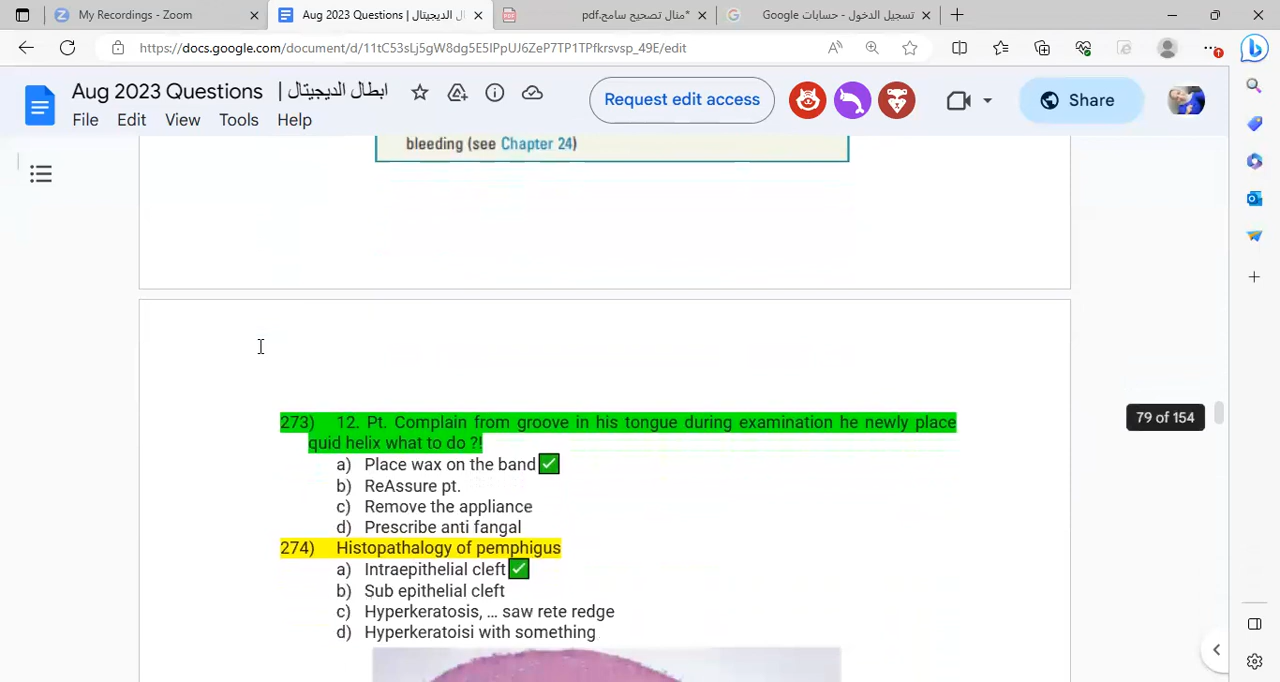 My Recordings - Zoom
Aug 2023 Questions | ابطال الديجيتال
منال تصحيح سامح.pdf*
تسجيل الدخول - حسابات Google
https://docs.google.com/document/d/11tC53sLj5gW8dg5E5IPpUJ6ZeP7TP1TPfkrsvsp_49E/edit
Aug 2023 Questions | ابطال الديجيتال
File Edit View Tools Help
Request edit access
Share
bleeding (see Chapter 24)
273) 12. Pt. Complain from groove in his tongue during examination he newly place
quid helix what to do ?!
a) Place wax on the band
b) ReAssure pt.
c) Remove the appliance
d) Prescribe anti fangal
274) Histopathalogy of pemphigus
a) Intraepithelial cleft
b) Sub epithelial cleft
c) Hyperkeratosis, ... saw rete redge
d) Hyperkeratoisi with something
79 of 154